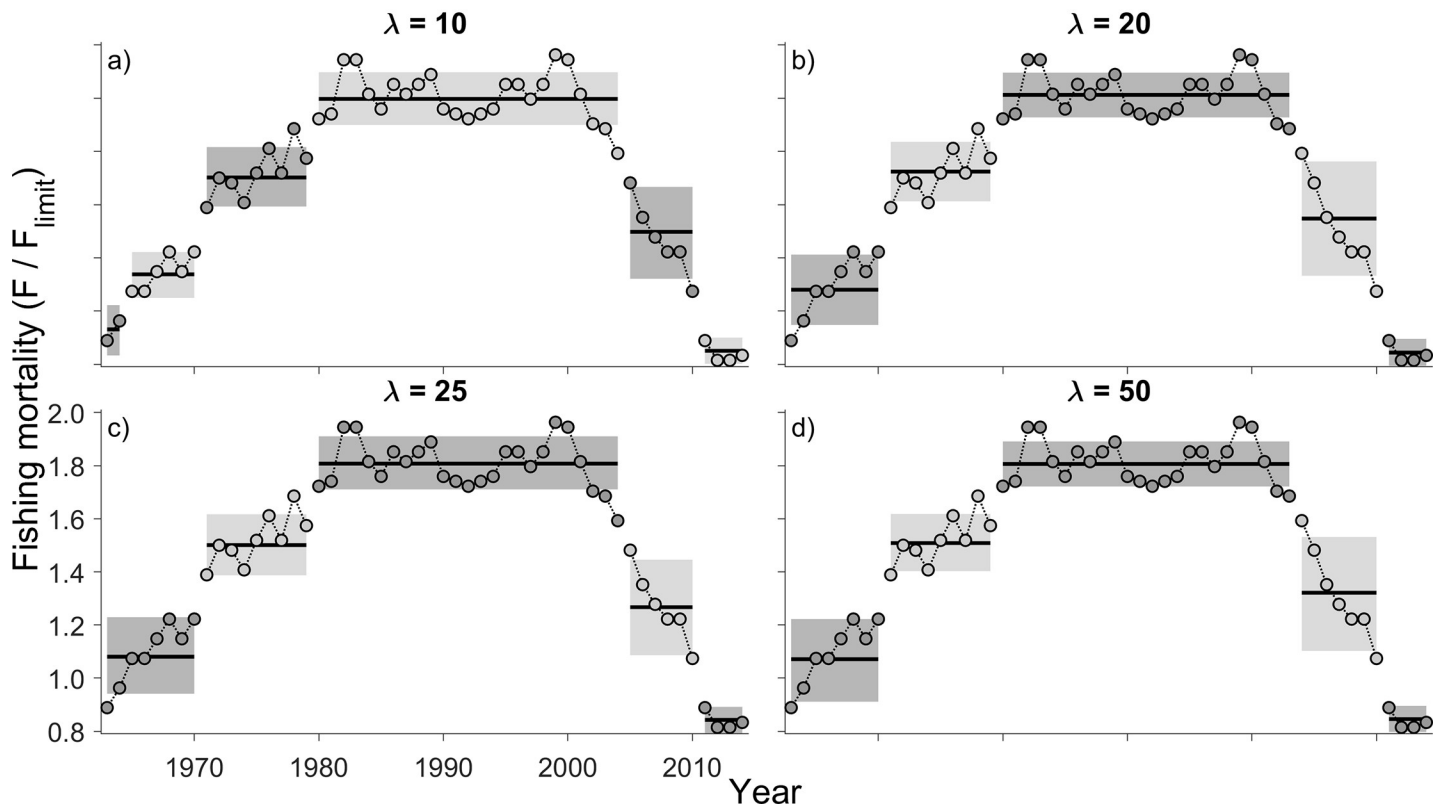 λ = 10
λ = 20
a)
b)
Fishing mortality (F / Flimit)
λ = 25
λ = 50
c)
d)
2.0
1.8
1.6
1.4
1.2
1.0
0.8
1970 1980 1990 2000 2010
Year